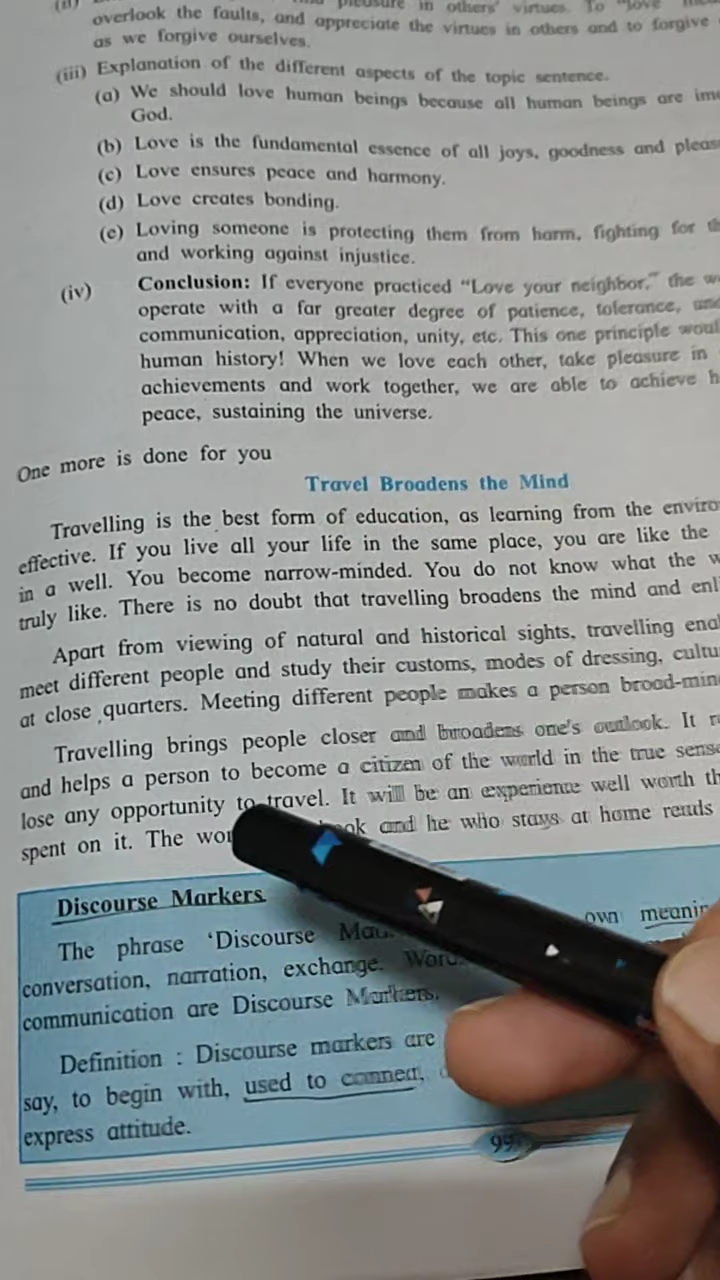 pleasure in others' virtues. To "love
overlook the faults, and appreciate the virtues in others and to forgive
as we forgive ourselves.
(iii) Explanation of the different aspects of the topic sentence.
(a) We should love human beings because all human beings are
God.
(b) Love is the fundamental essence of all joys, goodness and
(c) Love ensures peace and harmony.
(d) Love creates bonding.
(e) Loving someone is protecting them from harm, fighting for
and working against injustice.
(iv) Conclusion: If everyone practiced "Love your neighbor," the
operate with a far greater degree of patience, tolerance,
communication, appreciation, unity, etc. This one principle
human history! When we love each other, take pleasure in
achievements and work together, we are able to achieve
peace, sustaining the universe.
One more is done for you
Travel Broadens the Mind
Travelling is the best form of education, as learning from the
effective. If you live all your life in the same place, you are like the
in a well. You become narrow-minded. You do not know what the
truly like. There is no doubt that travelling broadens the mind and
Apart from viewing of natural and historical sights, travelling
meet different people and study their customs, modes of dressing,
at close quarters. Meeting different people makes a person
Travelling brings people closer and broadens one's outlook. It
and helps a person to become a citizen of the world in the true
lose any opportunity to travel. It will be an experience well worth
spent on it. The and he who stays at home reads
Discourse Markers
The phrase 'Discourse own
conversation, narration, exchange.
communication are Discourse Markers.
Definition : Discourse markers are
say, to begin with, used to connect,
express attitude.
99